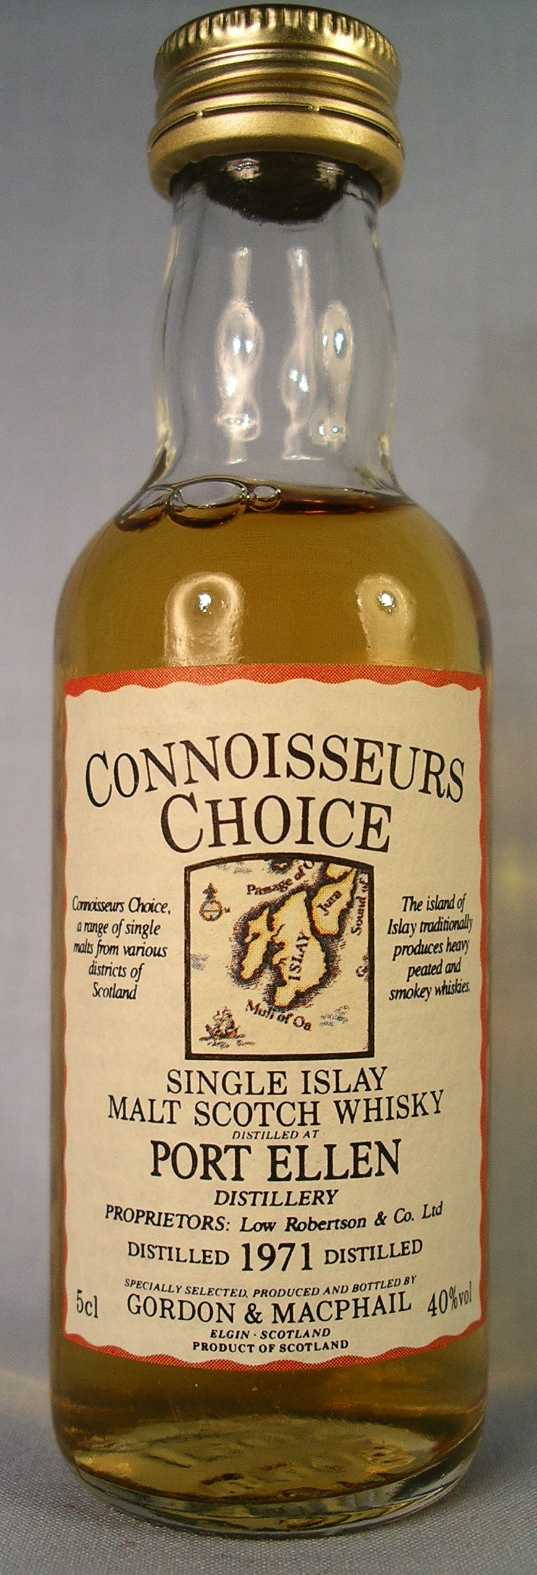 CONNOISSEURS
CHOICE
Connoisseurs Choice,
a range of single
malts from various
districts of
Scotland
Passage of
Jura
Sound of
ISLAY
Mull of Oa
The island of
Islay traditionally
produces heavy
peated and
smokey whiskies.
SINGLE ISLAY
MALT SCOTCH WHISKY
DISTILLED AT
PORT ELLEN
DISTILLERY
PROPRIETORS: Low Robertson & Co. Ltd
DISTILLED 1971 DISTILLED
SPECIALLY SELECTED, PRODUCED AND BOTTLED BY
5cl GORDON & MACPHAIL 40%vol
ELGIN · SCOTLAND
PRODUCT OF SCOTLAND